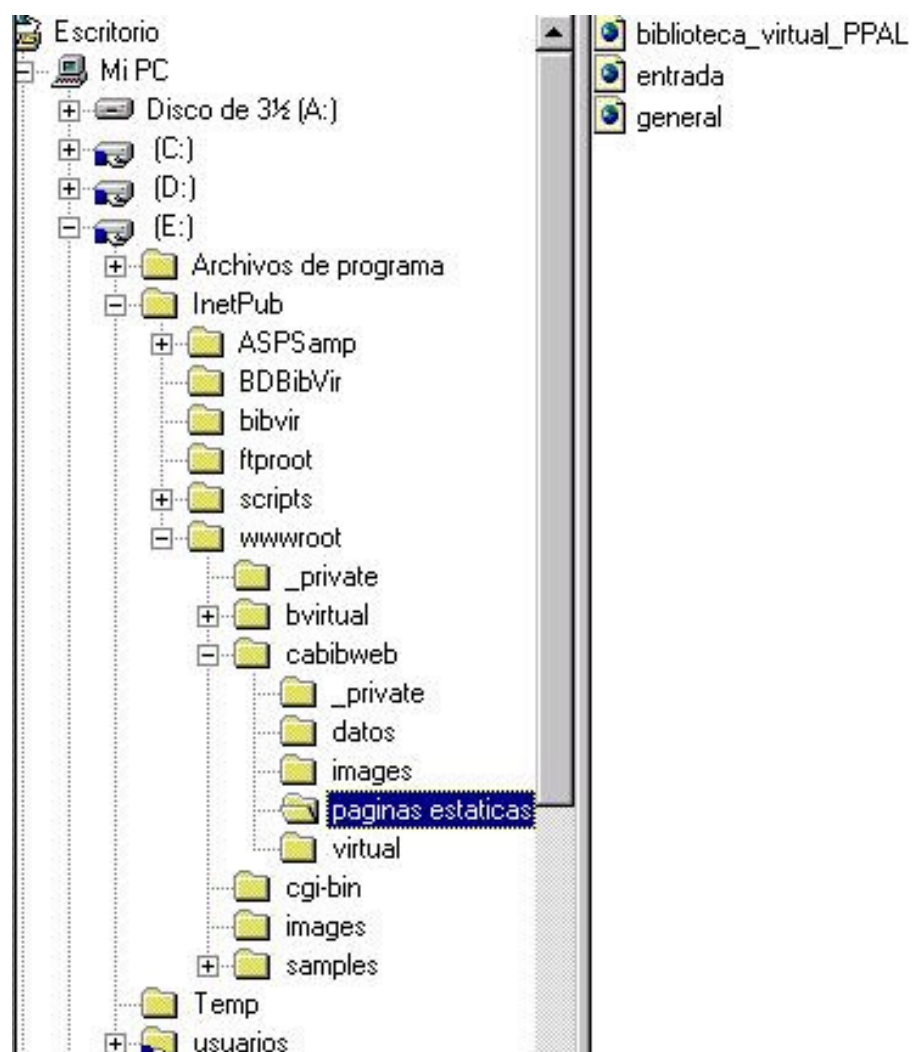 Escritorio
Mi PC
Disco de 3½ (A:)
(C:)
(D:)
(E:)
Archivos de programa
InetPub
ASPSamp
BDBibVir
bibvir
ftproot
scripts
wwwroot
_private
bvirtual
cabibweb
_private
datos
images
paginas estaticas
virtual
cgi-bin
images
samples
Temp
usuarios
biblioteca_virtual_PPAL
entrada
general